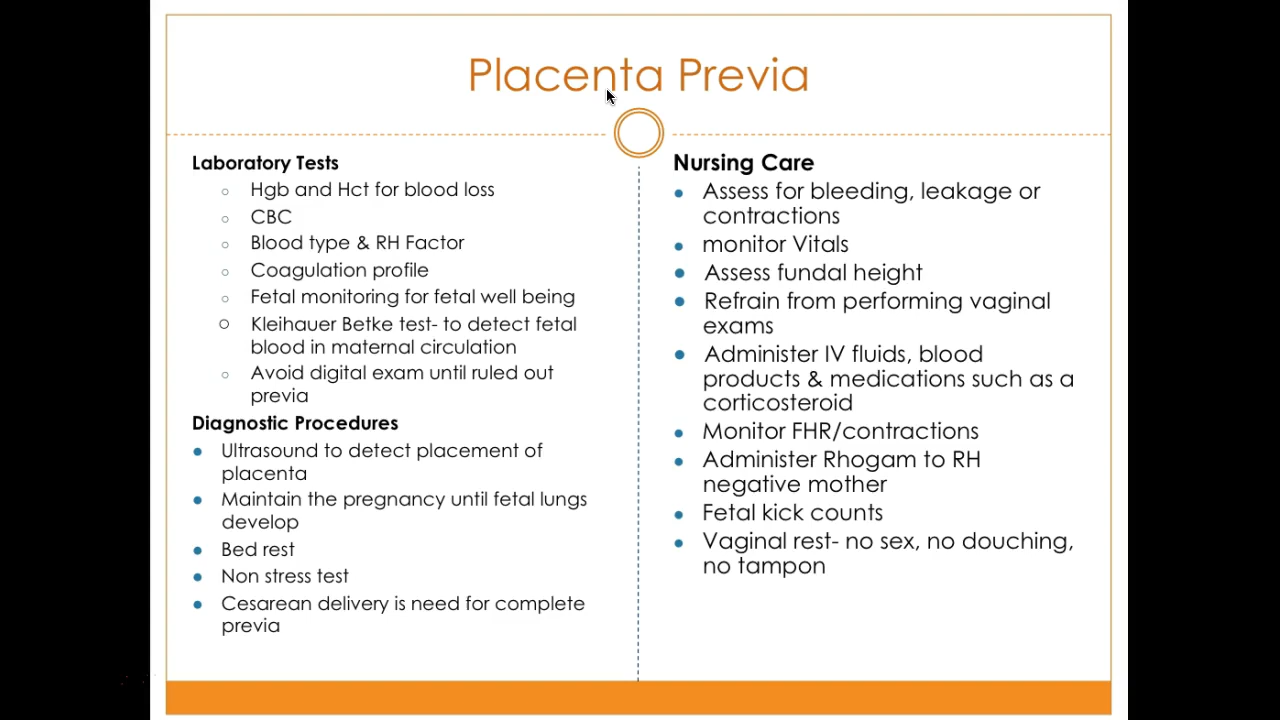 Placenta Previa
Laboratory Tests
Hgb and Hct for blood loss
CBC
Blood type & RH Factor
Coagulation profile
Fetal monitoring for fetal well being
Kleihauer Betke test- to detect fetal
blood in maternal circulation
Avoid digital exam until ruled out
previa
Diagnostic Procedures
Ultrasound to detect placement of
placenta
Maintain the pregnancy until fetal lungs
develop
Bed rest
Non stress test
Cesarean delivery is need for complete
previa
Nursing Care
Assess for bleeding, leakage or
contractions
monitor Vitals
Assess fundal height
Refrain from performing vaginal
exams
Administer IV fluids, blood
products & medications such as a
corticosteroid
Monitor FHR/contractions
Administer Rhogam to RH
negative mother
Fetal kick counts
Vaginal rest- no sex, no douching,
no tampon